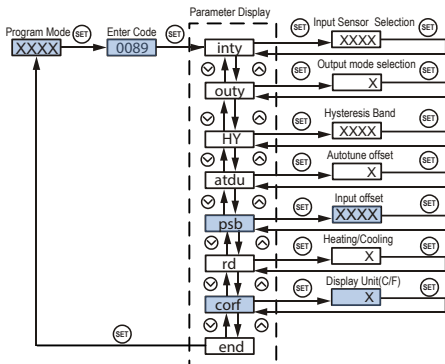 Parameter Display
Program Mode SET Enter Code SET SET Input Sensor Selection SET
XXXX 0089 inty XXXX
SET Output mode selection SET
outy X
SET Hysteresis Band SET
HY XXXX
SET Autotune offset SET
atdu X
SET Input offset SET
psb XXXX
SET Heating/Cooling SET
rd X
SET Display Unit(C/F) SET
corf X
SET
end